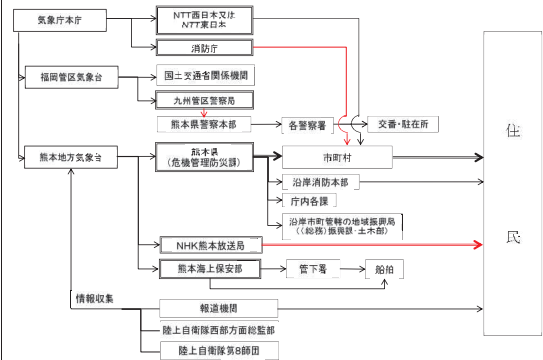 気象庁本庁
NTT西日本又は
NTT東日本
消防庁
福岡管区気象台
国土交通省関係機関
九州管区警察局
熊本県警察本部
各警察署
交番・駐在所
熊本地方気象台
熊本県
(危機管理防災課)
市町村
沿岸消防本部
庁内各課
沿岸市町管轄の地域振興局
((総務)振興課・土木部)
NHK熊本放送局
熊本海上保安部
管下署
船舶
情報収集
報道機関
陸上自衛隊西部方面総監部
陸上自衛隊第8師団
住
民